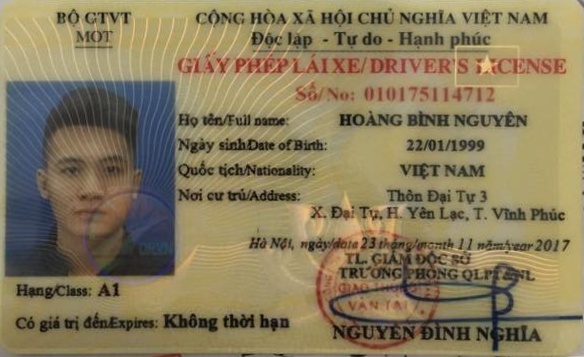 BỘ GTVT
MOT
CỘNG HÒA XÃ HỘI CHỦ NGHĨA VIỆT NAM
Độc lập - Tự do - Hạnh phúc
GIẤY PHÉP LÁI XE/ DRIVER'S LICENSE
Số/ No: 010175114712
Họ tên/Full name: HOÀNG BÌNH NGUYÊN
Ngày sinh/Date of Birth: 22/01/1999
Quốc tịch/Nationality: VIỆT NAM
Nơi cư trú/Address: Thôn Đại Tự 3
X. Đại Tự, H. Yên Lạc, T. Vĩnh Phúc
Hà Nội, ngày/date 23 tháng/month 11 năm/year 2017
TL. GIÁM ĐỐC SỞ
TRƯỞNG PHÒNG QLPT&NL
GIAO THÔNG
VẬN TẢI
Hạng/Class: A1
Có giá trị đến/Expires: Không thời hạn
NGUYỄN ĐÌNH NGHĨA